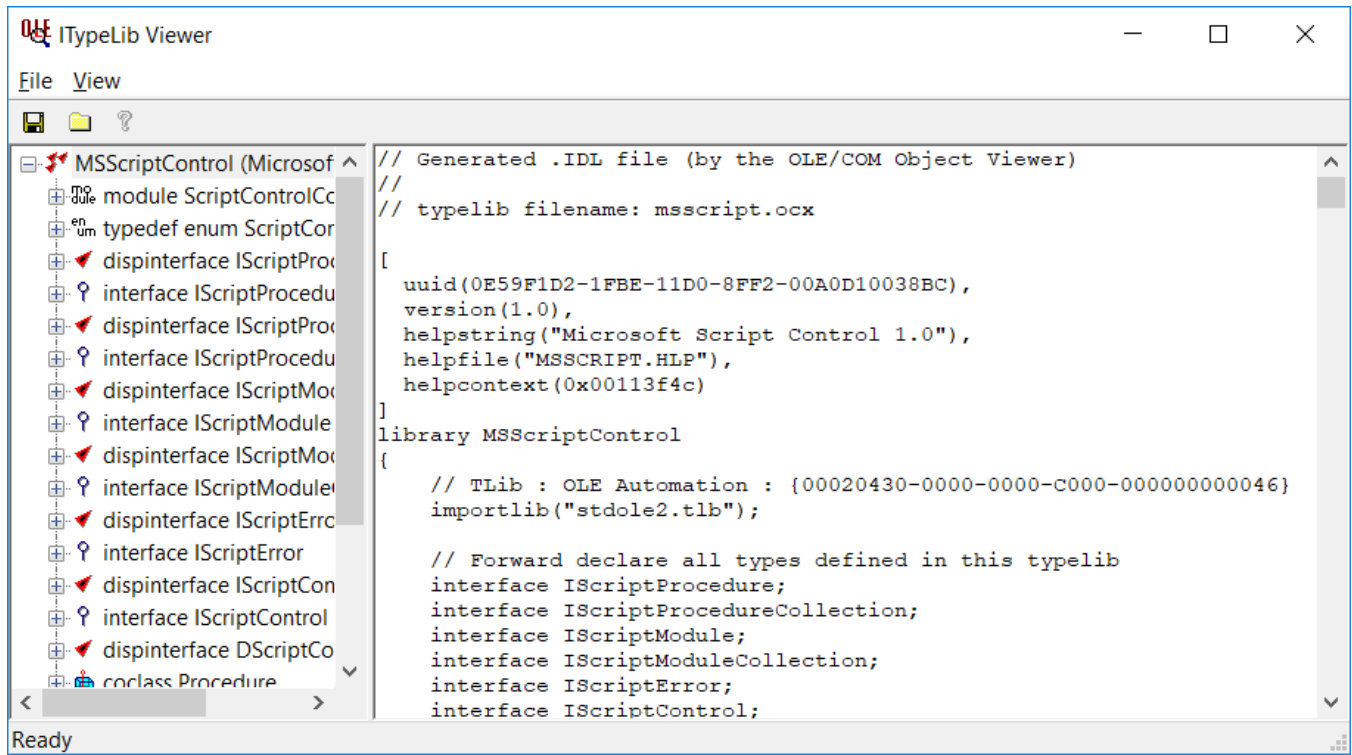 ITypeLib Viewer
File View
MSScriptControl (Microsof
module ScriptControlCc
typedef enum ScriptCor
dispinterface IScriptProc
interface IScriptProcedu
dispinterface IScriptProc
interface IScriptProcedu
dispinterface IScriptMoc
interface IScriptModule
dispinterface IScriptMoc
interface IScriptModule
dispinterface IScriptErro
interface IScriptError
dispinterface IScriptCon
interface IScriptControl
dispinterface DScriptCo
coclass Procedure
// Generated .IDL file (by the OLE/COM Object Viewer)
//
// typelib filename: msscript.ocx
[
uuid(0E59F1D2-1FBE-11D0-8FF2-00A0D10038BC),
version(1.0),
helpstring("Microsoft Script Control 1.0"),
helpfile("MSSCRIPT.HLP"),
helpcontext(0x00113f4c)
]
library MSScriptControl
{
// TLib : OLE Automation : {00020430-0000-0000-C000-000000000046}
importlib("stdole2.tlb");
// Forward declare all types defined in this typelib
interface IScriptProcedure;
interface IScriptProcedureCollection;
interface IScriptModule;
interface IScriptModuleCollection;
interface IScriptError;
interface IScriptControl;
Ready